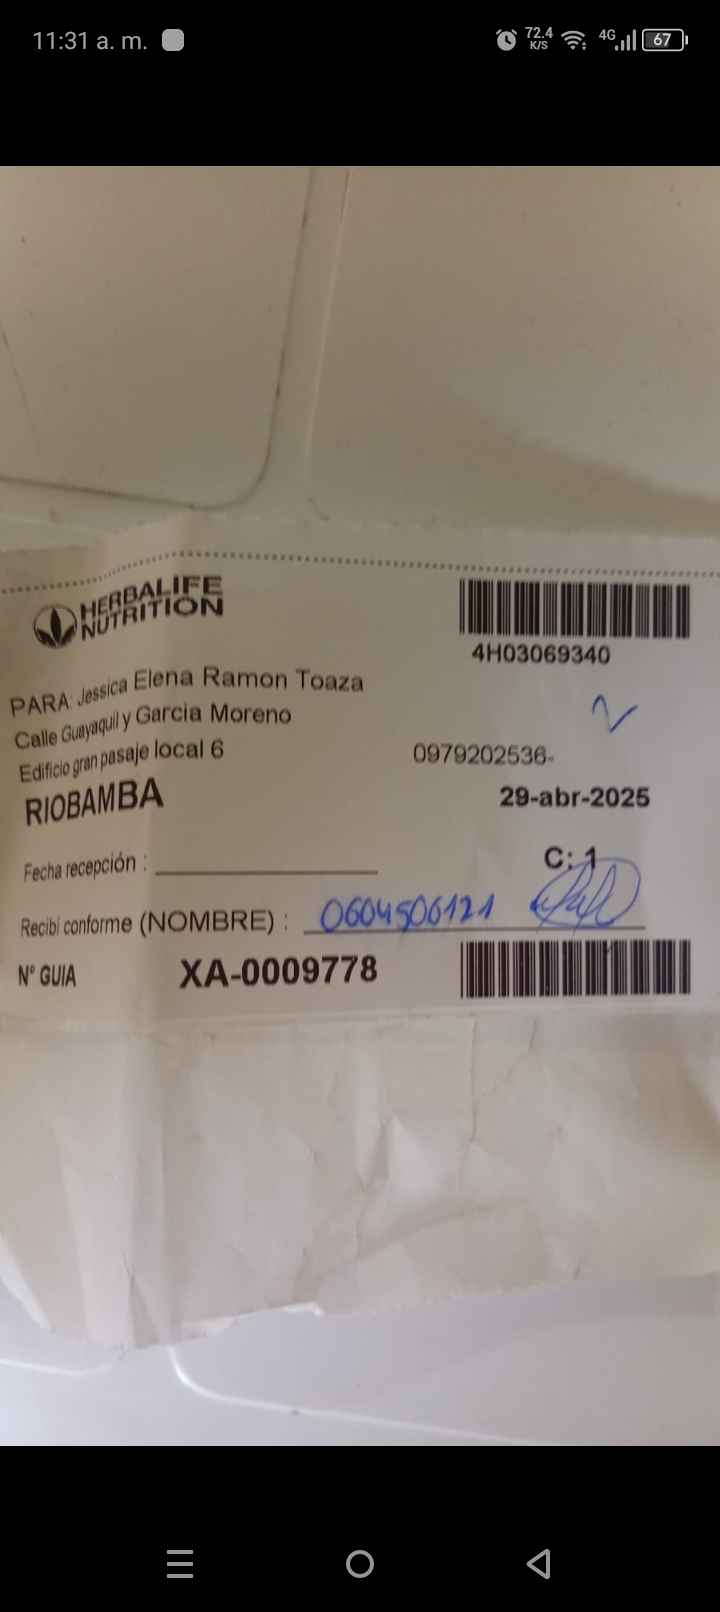 11:31 a. m.
72.4 K/S 4G 67
HERBALIFE
NUTRITION
4H03069340
PARA: Jessica Elena Ramon Toaza
Calle Guayaquil y Garcia Moreno
Edificio gran pasaje local 6
0979202536-
RIOBAMBA
29-abr-2025
C: 1
Fecha recepción :
Recibi conforme (NOMBRE) : 0604506121
N° GUIA XA-0009778